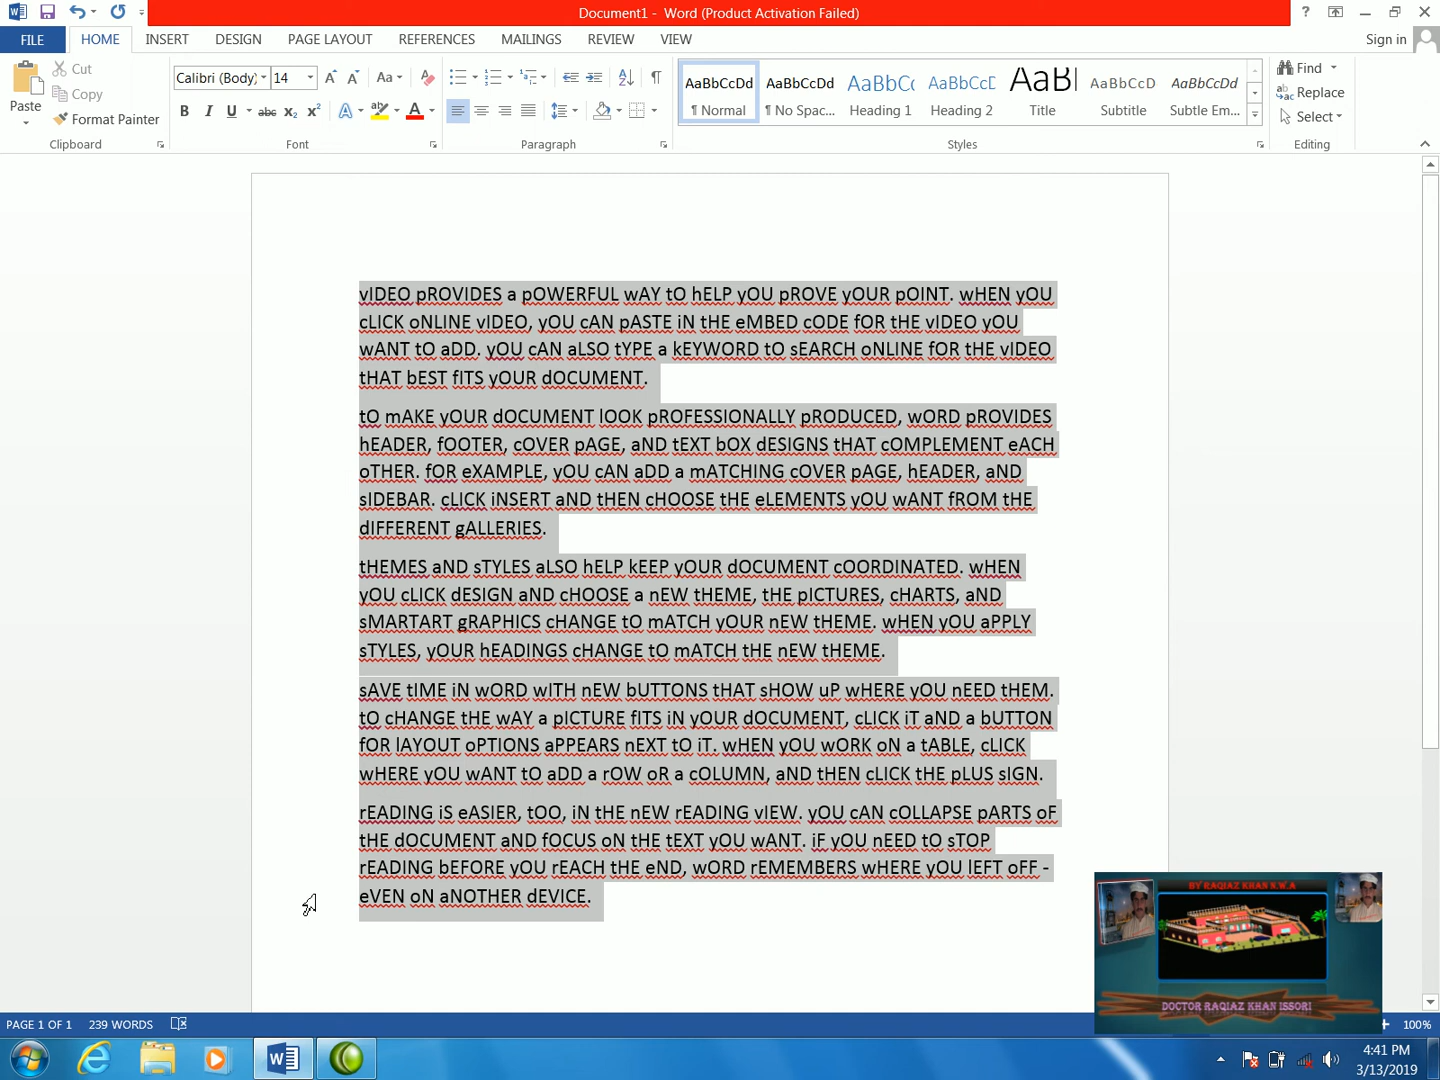 Document1 - Word (Product Activation Failed)
FILE HOME INSERT DESIGN PAGE LAYOUT REFERENCES MAILINGS REVIEW VIEW Sign in
Paste Cut Copy Format Painter Clipboard
Calibri (Body) 14 Aa B I U abc X₂ X² A A Font
Paragraph
AaBbCcDd ¶ Normal
AaBbCcDd ¶ No Spac...
AaBbCc Heading 1
AaBbCcD Heading 2
AaB Title
AaBbCcD Subtitle
AaBbCcDd Subtle Em...
Styles
Find Replace Select Editing
vIDEO pROVIDES a pOWERFUL wAY tO hELP yOU pROVE yOUR pOINT. wHEN yOU
cLICK oNLINE vIDEO, yOU cAN pASTE iN tHE eMBED cODE fOR tHE vIDEO yOU
wANT tO aDD. yOU cAN aLSO tYPE a kEYWORD tO sEARCH oNLINE fOR tHE vIDEO
tHAT bEST fITS yOUR dOCUMENT.
tO mAKE yOUR dOCUMENT lOOK pROFESSIONALLY pRODUCED, wORD pROVIDES
hEADER, fOOTER, cOVER pAGE, aND tEXT bOX dESIGNS tHAT cOMPLEMENT eACH
oTHER. fOR eXAMPLE, yOU cAN aDD a mATCHING cOVER pAGE, hEADER, aND
sIDEBAR. cLICK iNSERT aND tHEN cHOOSE tHE eLEMENTS yOU wANT fROM tHE
dIFFERENT gALLERIES.
tHEMES aND sTYLES aLSO hELP kEEP yOUR dOCUMENT cOORDINATED. wHEN
yOU cLICK dESIGN aND cHOOSE a nEW tHEME, tHE pICTURES, cHARTS, aND
sMARTART gRAPHICS cHANGE tO mATCH yOUR nEW tHEME. wHEN yOU aPPLY
sTYLES, yOUR hEADINGS cHANGE tO mATCH tHE nEW tHEME.
sAVE tIME iN wORD wITH nEW bUTTONS tHAT sHOW uP wHERE yOU nEED tHEM.
tO cHANGE tHE wAY a pICTURE fITS iN yOUR dOCUMENT, cLICK iT aND a bUTTON
fOR lAYOUT oPTIONS aPPEARS nEXT tO iT. wHEN yOU wORK oN a tABLE, cLICK
wHERE yOU wANT tO aDD a rOW oR a cOLUMN, aND tHEN cLICK tHE pLUS sIGN.
rEADING iS eASIER, tOO, iN tHE nEW rEADING vIEW. yOU cAN cOLLAPSE pARTS oF
tHE dOCUMENT aND fOCUS oN tHE tEXT yOU wANT. iF yOU nEED tO sTOP
rEADING bEFORE yOU rEACH tHE eND, wORD rEMEMBERS wHERE yOU lEFT oFF -
eVEN oN aNOTHER dEVICE.
BY RAQIAZ KHAN N.W.A
DOCTOR RAQIAZ KHAN ISSORI
PAGE 1 OF 1 239 WORDS 100%
4:41 PM
3/13/2019